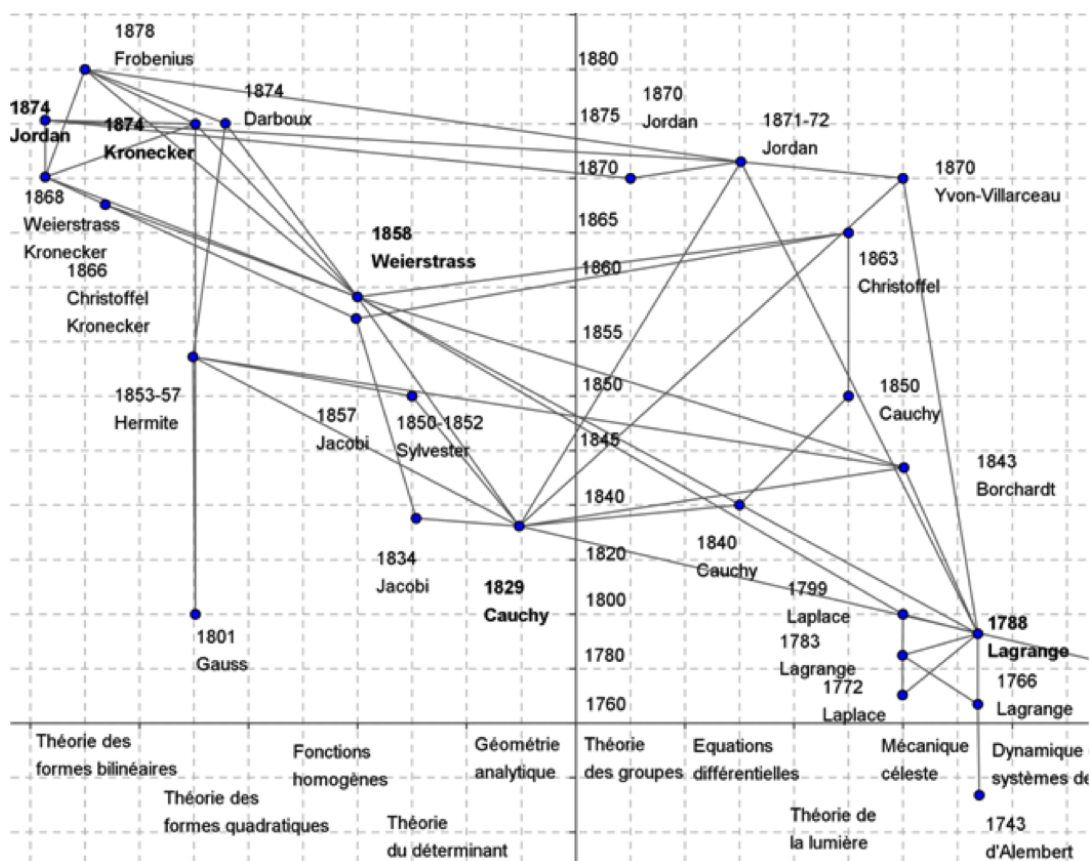 1878
Frobenius
1874
Jordan
1874
Kronecker
1874
Darboux
1868
Weierstrass
Kronecker
1866
Christoffel
Kronecker
1858
Weierstrass
1853-57
Hermite
1857
Jacobi
1850-1852
Sylvester
1834
Jacobi
1829
Cauchy
1801
Gauss
1880
1875
1870
1865
1860
1855
1850
1845
1840
1820
1800
1780
1760
1870
Jordan
1871-72
Jordan
1870
Yvon-Villarceau
1863
Christoffel
1850
Cauchy
1843
Borchardt
1840
Cauchy
1799
Laplace
1783
Lagrange
1772
Laplace
1788
Lagrange
1766
Lagrange
1743
d'Alembert
Théorie des
formes bilinéaires
Théorie des
formes quadratiques
Fonctions
homogènes
Théorie
du déterminant
Géométrie
analytique
Théorie
des groupes
Equations
différentielles
Théorie de
la lumière
Mécanique
céleste
Dynamique
systèmes de